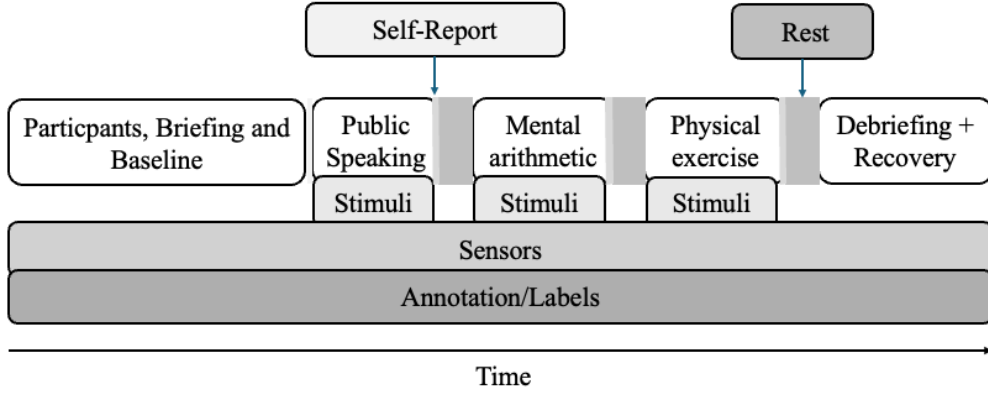 Self-Report
Rest
Particpants, Briefing and
Baseline
Public
Speaking
Mental
arithmetic
Physical
exercise
Debriefing +
Recovery
Stimuli
Stimuli
Stimuli
Sensors
Annotation/Labels
Time